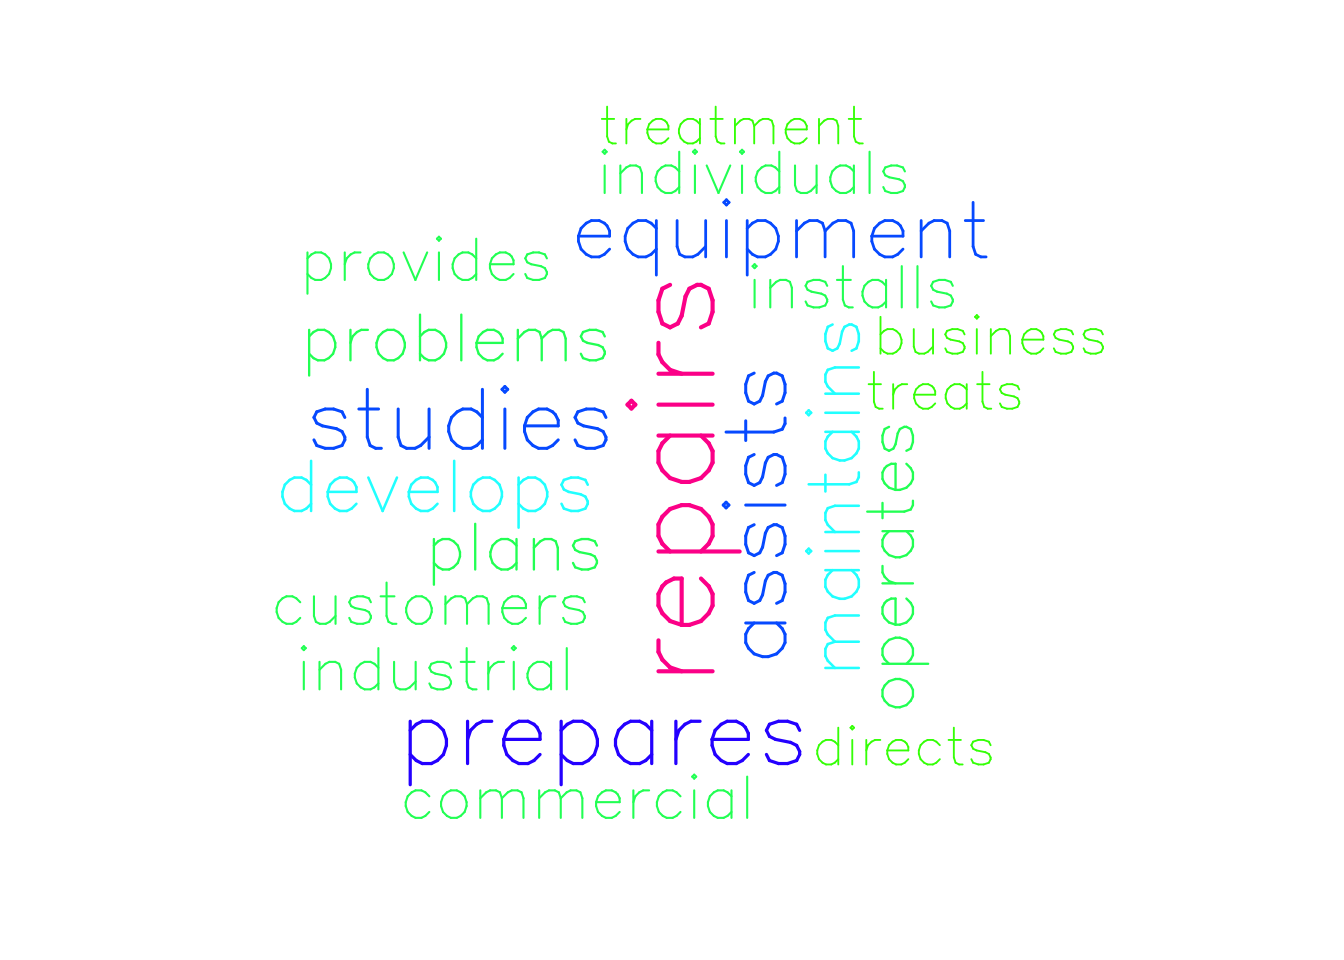 treatment
individuals
equipment
provides
installs
problems
business
treats
studies
repairs
assists
maintains
operates
develops
plans
customers
industrial
prepares
directs
commercial